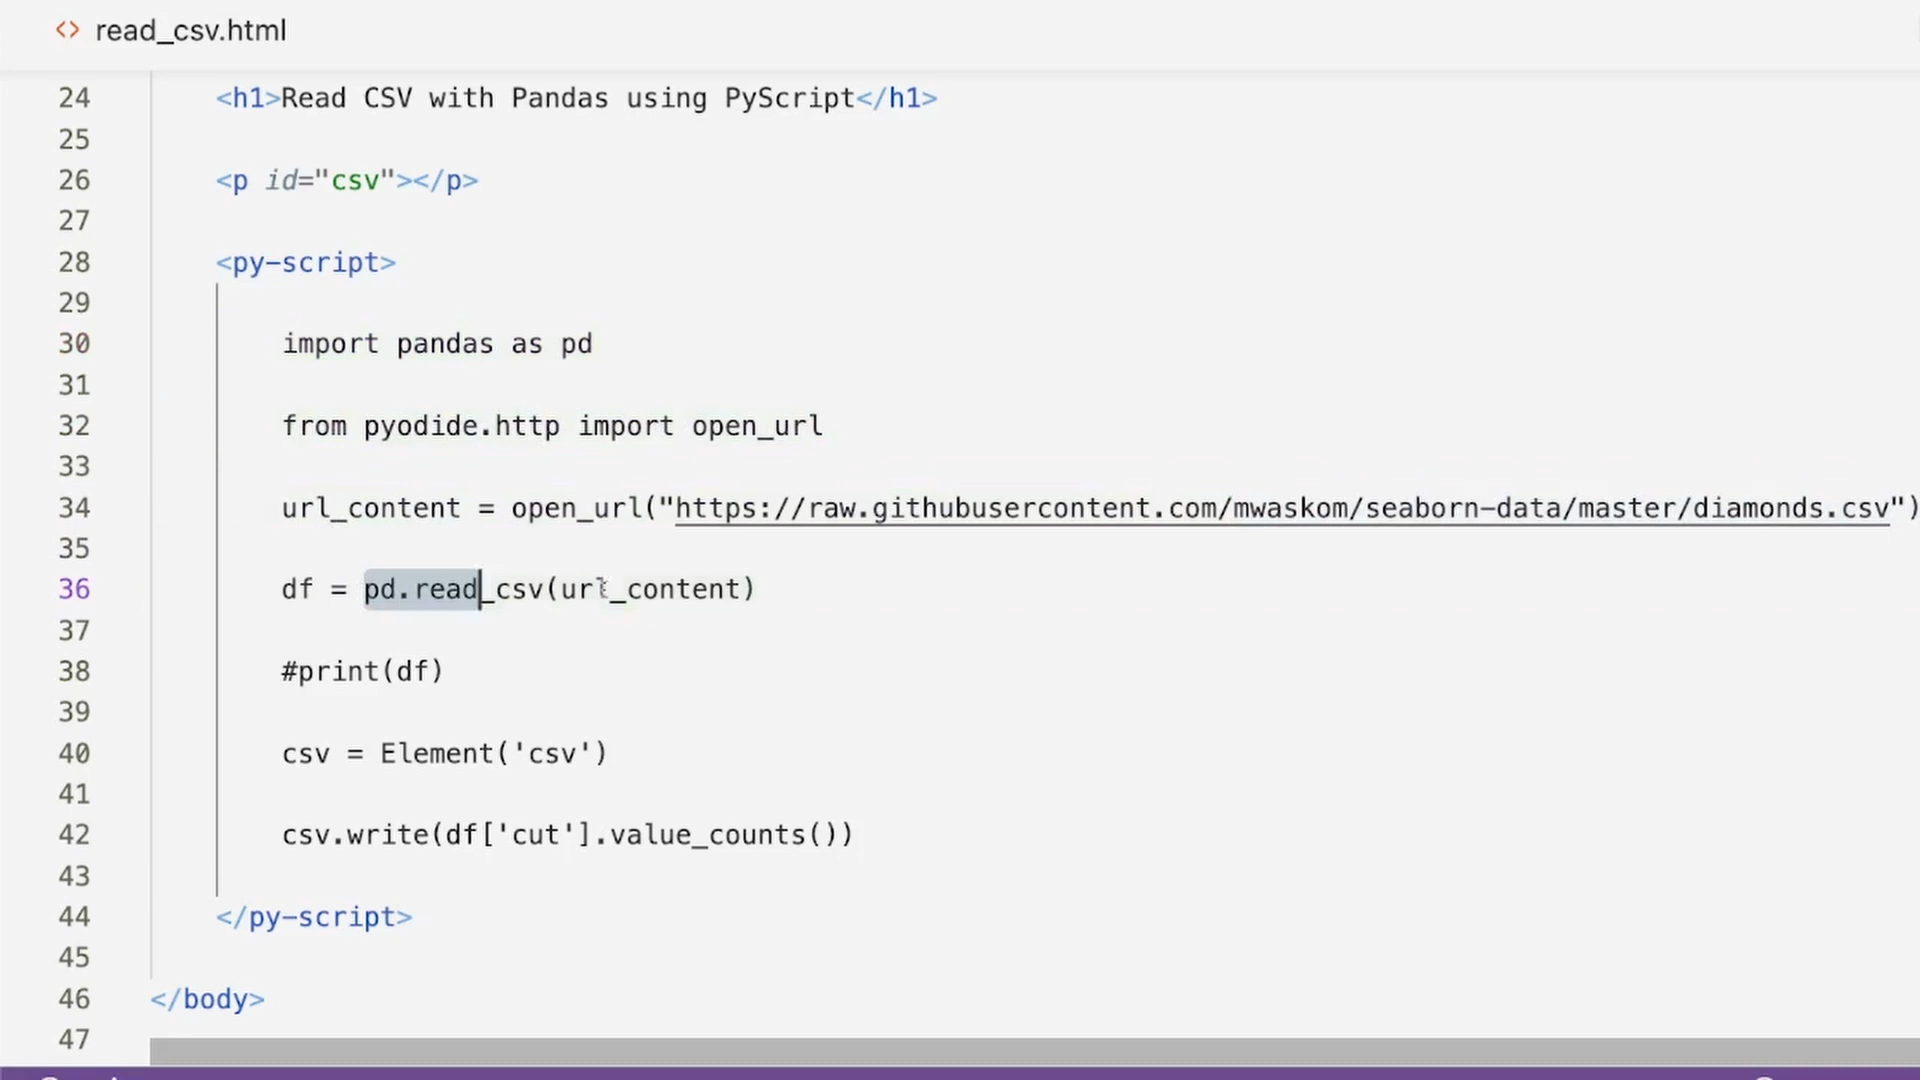 <> read_csv.html
24 <h1>Read CSV with Pandas using PyScript</h1>
25
26 <p id="csv"></p>
27
28 <py-script>
29
30 import pandas as pd
31
32 from pyodide.http import open_url
33
34 url_content = open_url("https://raw.githubusercontent.com/mwaskom/seaborn-data/master/diamonds.csv")
35
36 df = pd.read_csv(url_content)
37
38 #print(df)
39
40 csv = Element('csv')
41
42 csv.write(df['cut'].value_counts())
43
44 </py-script>
45
46 </body>
47